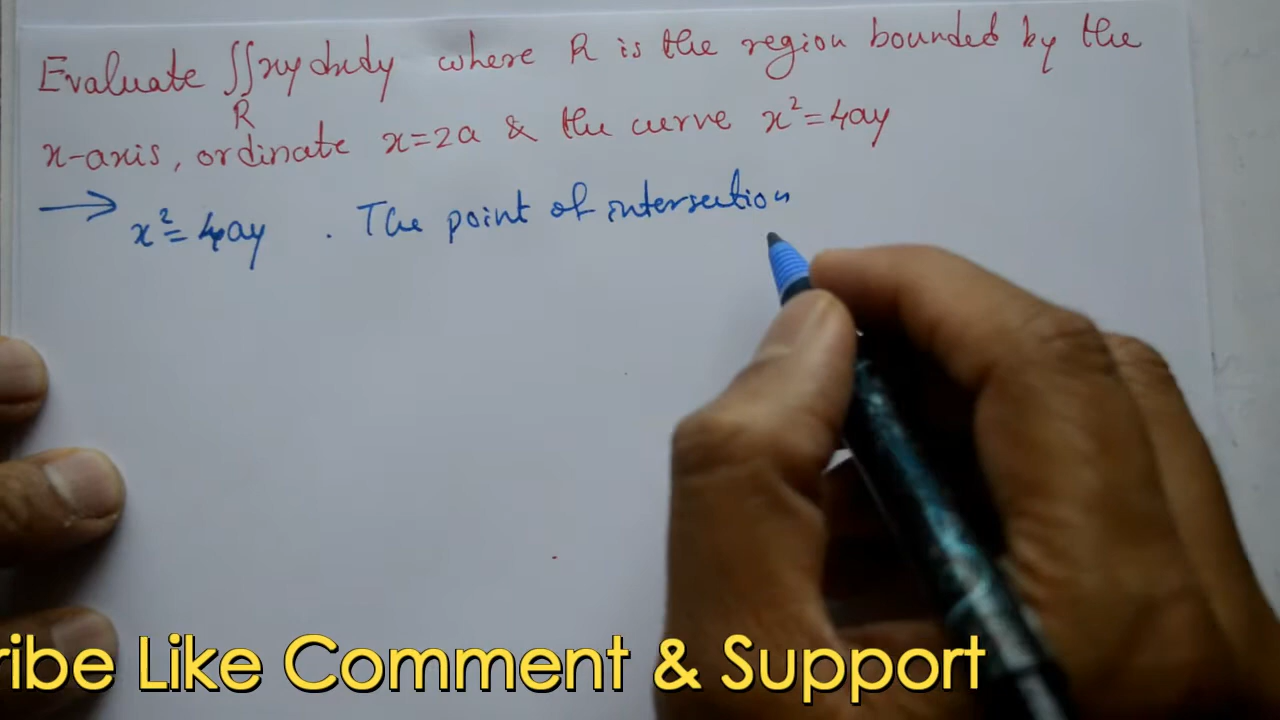 Evaluate ∬xy dxdy where R is the region bounded by the
R
x-axis, ordinate x=2a & the curve x²=4ay
→ x²=4ay . The point of intersection
ribe Like Comment & Support